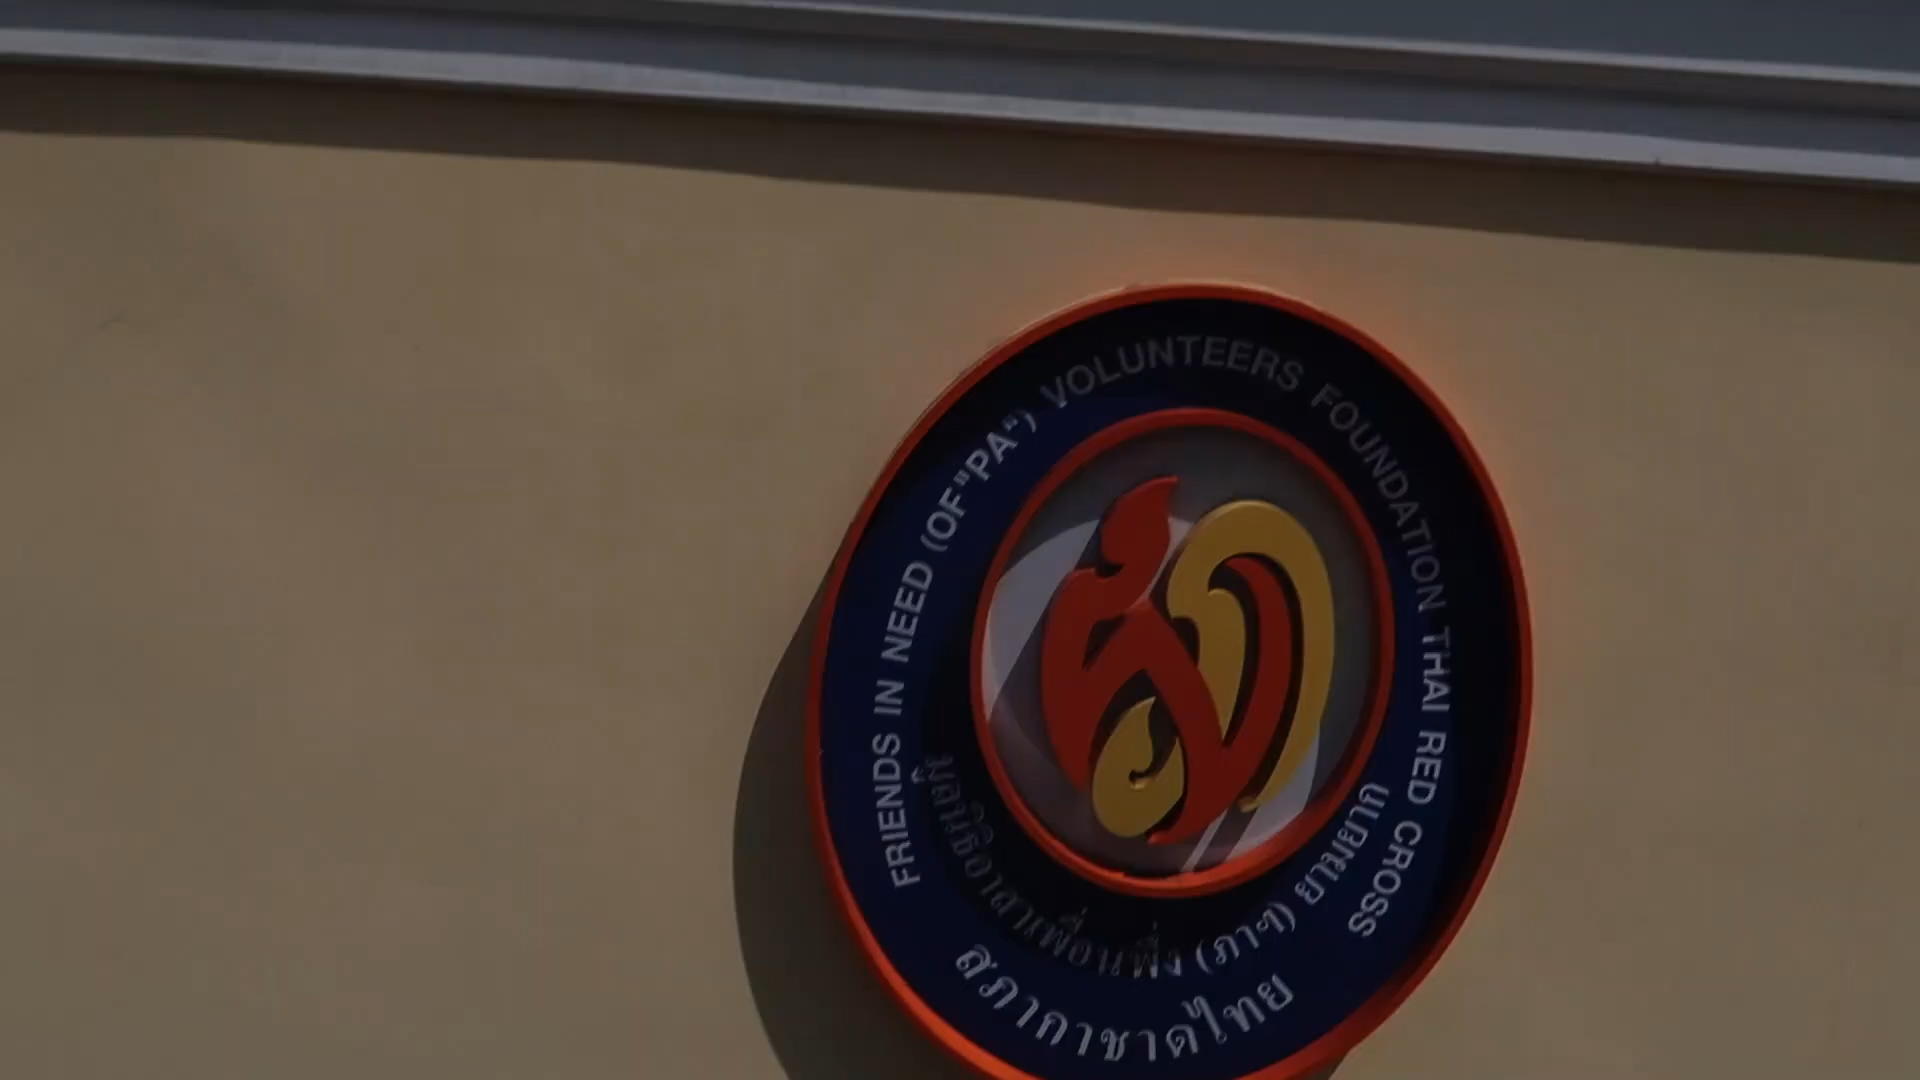 FRIENDS IN NEED (OF "PA") VOLUNTEERS FOUNDATION THAI RED CROSS
มูลนิธิอาสาเพื่อนพึ่ง (ภาฯ) ยามยาก
สภากาชาดไทย